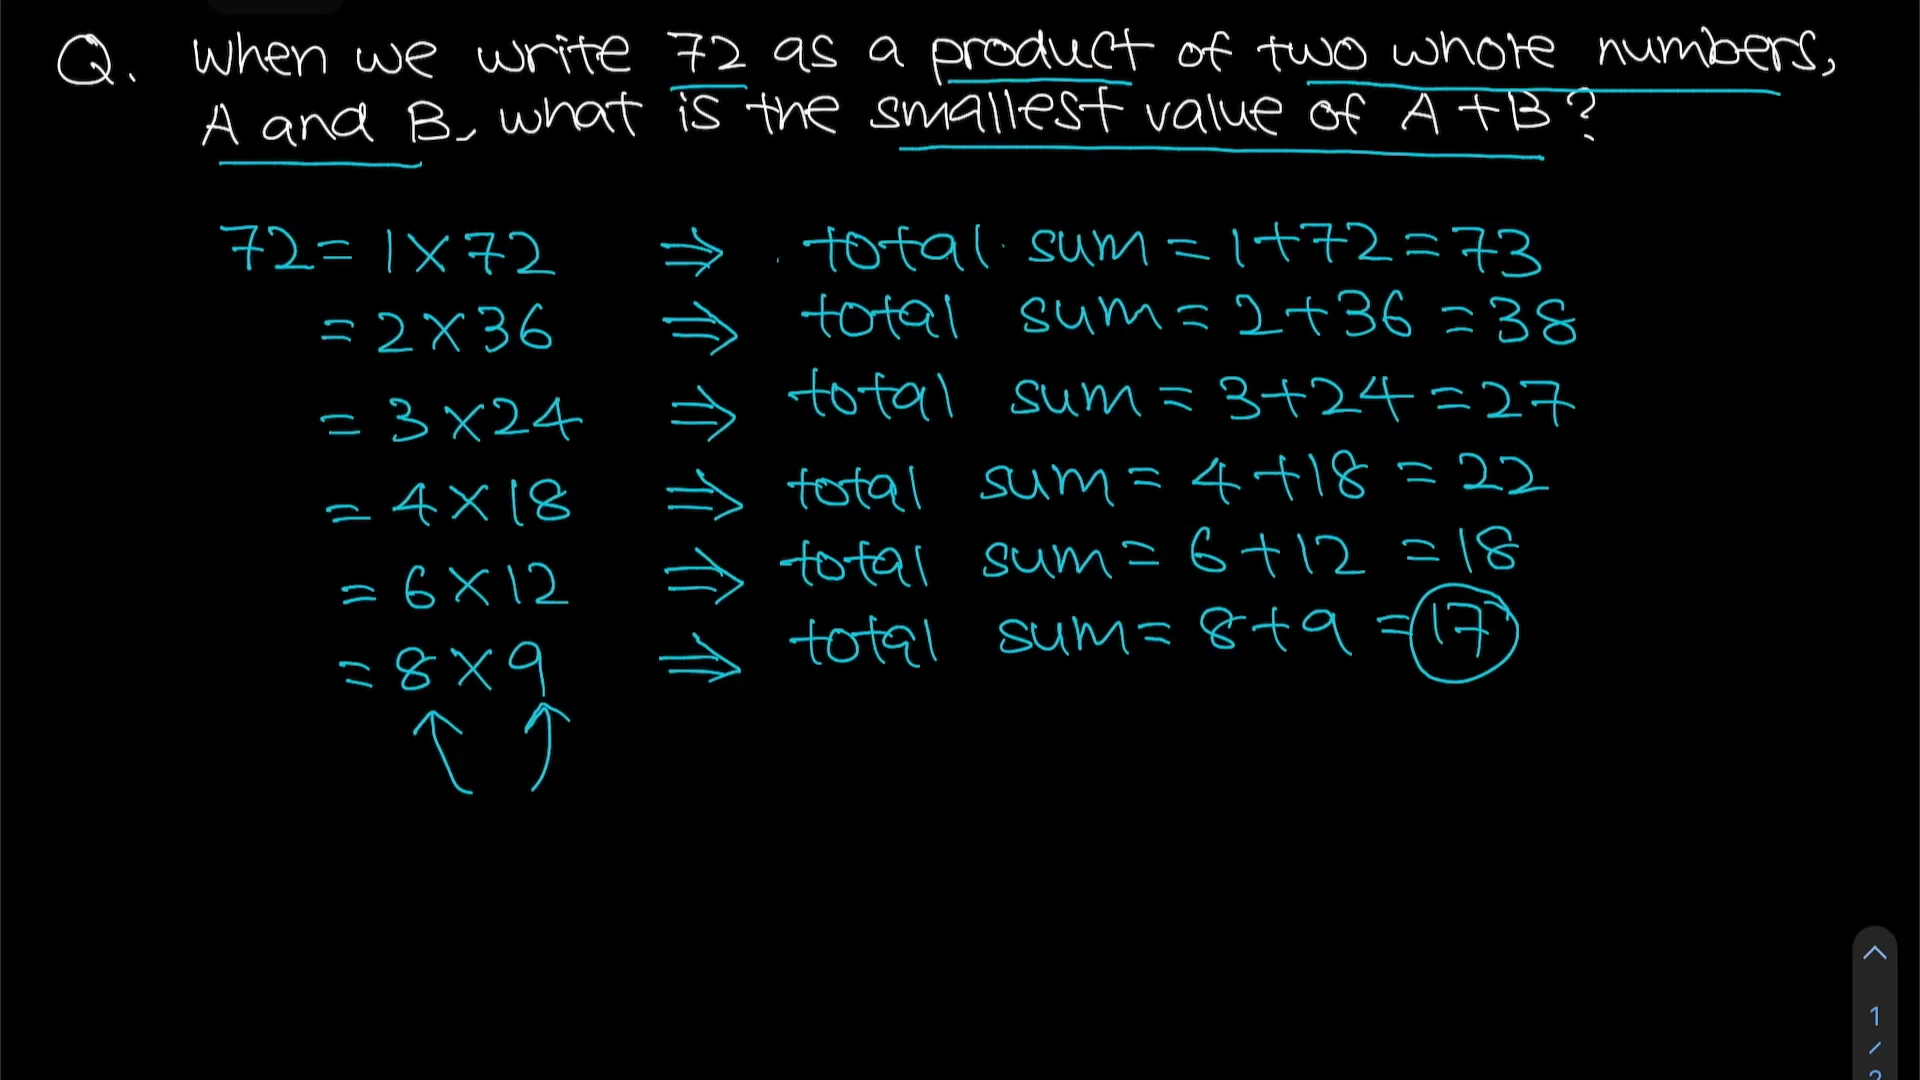 Q. When we write 72 as a product of two whole numbers,
A and B, what is the smallest value of A+B?
72 = 1 × 72 ⇒ total sum = 1+72 = 73
= 2 × 36 ⇒ total sum = 2+36 = 38
= 3 × 24 ⇒ total sum = 3+24 = 27
= 4 × 18 ⇒ total sum = 4+18 = 22
= 6 × 12 ⇒ total sum = 6+12 = 18
= 8 × 9 ⇒ total sum = 8+9 = 17
1
/